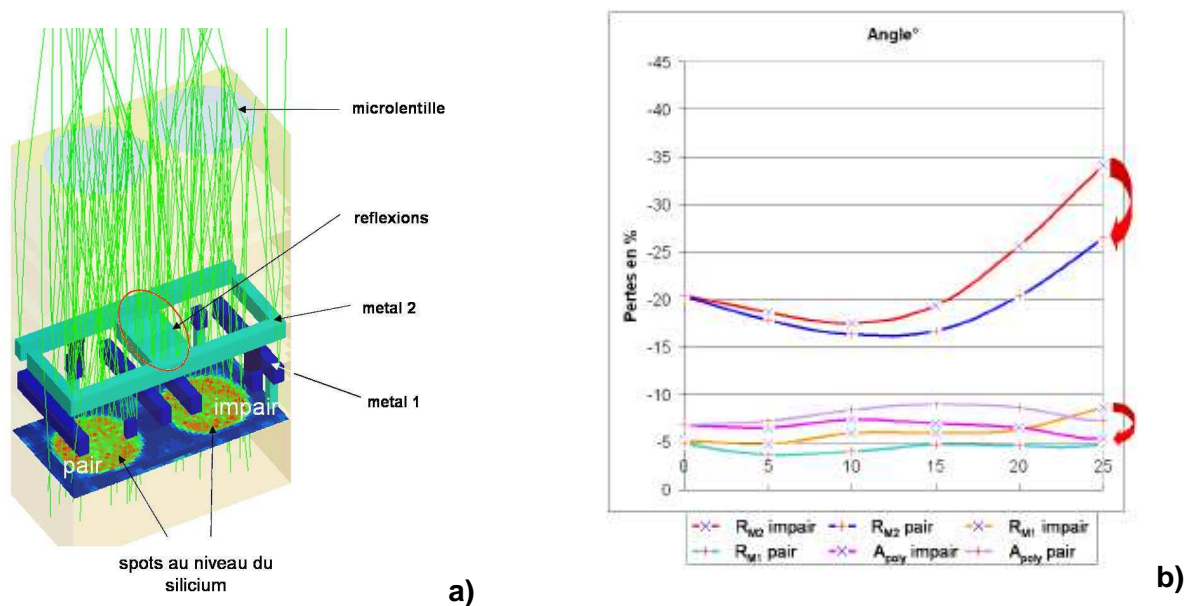 microlentille
reflexions
metal 2
metal 1
impair
pair
spots au niveau du
silicium
a)
Angle°
-45
-40
-35
-30
-25
-20
-15
-10
-5
0
Pertes en %
0 5 10 15 20 25
R_M2 impair R_M2 pair R_M1 impair
R_M1 pair A_poly impair A_poly pair
b)